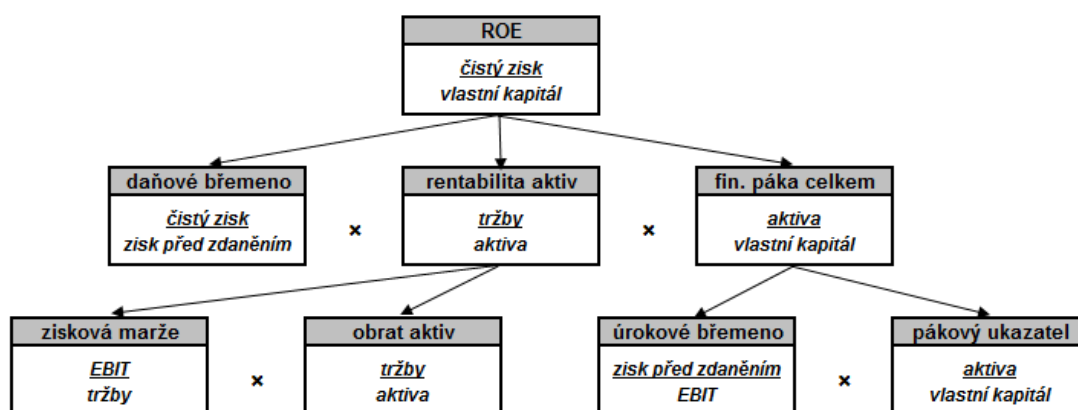 ROE
čistý zisk
vlastní kapitál
daňové břemeno
čistý zisk
zisk před zdaněním
×
rentabilita aktiv
tržby
aktiva
×
fin. páka celkem
aktiva
vlastní kapitál
zisková marže
EBIT
tržby
×
obrat aktiv
tržby
aktiva
úrokové břemeno
zisk před zdaněním
EBIT
×
pákový ukazatel
aktiva
vlastní kapitál